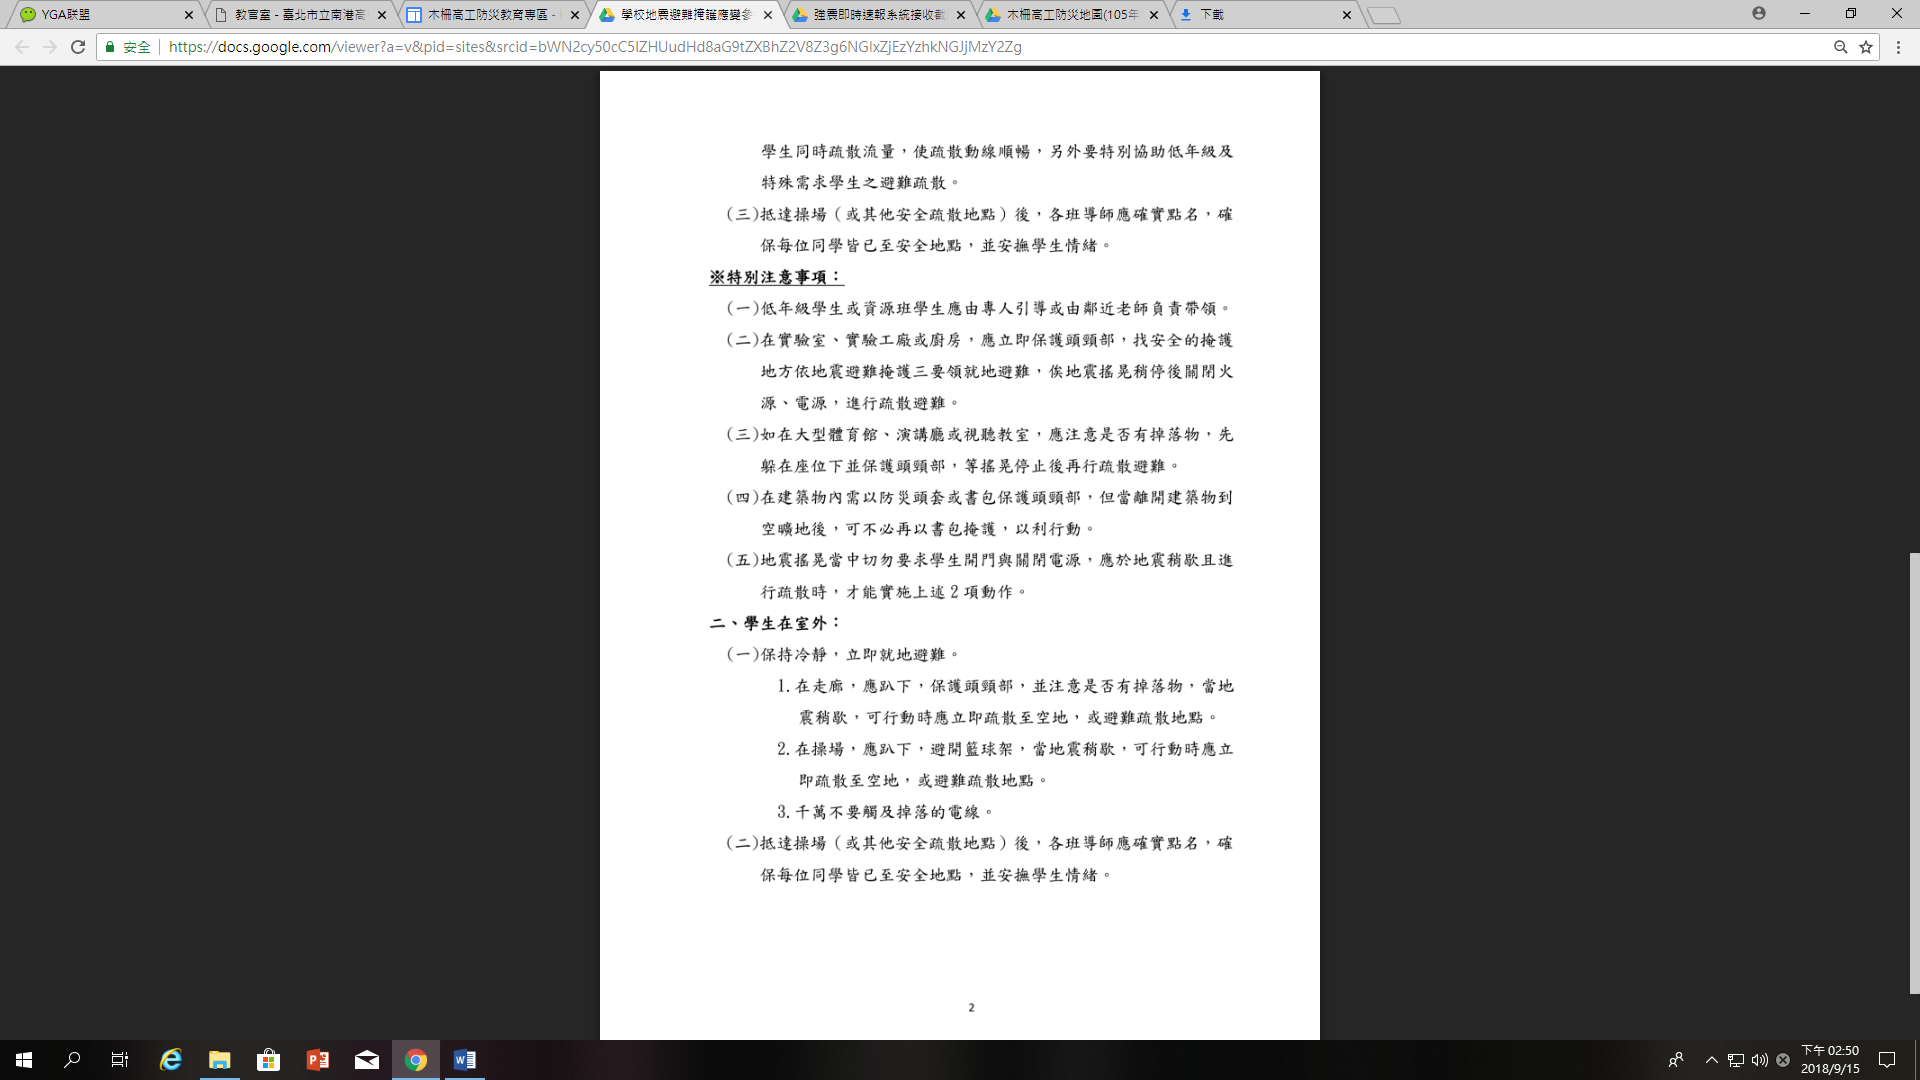 YGA联盟
教官室 - 臺北市立南港高
木柵高工防災教育專區 -
學校地震避難掩護應變參
強震即時速報系統接收截
木柵高工防災地圖(105年
下載
安全
https://docs.google.com/viewer?a=v&pid=sites&srcid=bWN2cy50cC5lZHUudHd8aG9tZXBhZ2V8Z3g6NGIxZjEzYzhkNGJjMzY2Zg
學生同時疏散流量，使疏散動線順暢，另外要特別協助低年級及
特殊需求學生之避難疏散。
(三)抵達操場（或其他安全疏散地點）後，各班導師應確實點名，確
保每位同學皆已至安全地點，並安撫學生情緒。
※特別注意事項：
(一)低年級學生或資源班學生應由專人引導或由鄰近老師負責帶領。
(二)在實驗室、實驗工廠或廚房，應立即保護頭頸部，找安全的掩護
地方依地震避難掩護三要領就地避難，俟地震搖晃稍停後關閉火
源、電源，進行疏散避難。
(三)如在大型體育館、演講廳或視聽教室，應注意是否有掉落物，先
躲在座位下並保護頭頸部，等搖晃停止後再行疏散避難。
(四)在建築物內需以防災頭套或書包保護頭頸部，但當離開建築物到
空曠地後，可不必再以書包掩護，以利行動。
(五)地震搖晃當中切勿要求學生開門與關閉電源，應於地震稍歇且進
行疏散時，才能實施上述 2 項動作。
二、學生在室外：
(一)保持冷靜，立即就地避難。
1.在走廊，應趴下，保護頭頸部，並注意是否有掉落物，當地
震稍歇，可行動時應立即疏散至空地，或避難疏散地點。
2.在操場，應趴下，避開籃球架，當地震稍歇，可行動時應立
即疏散至空地，或避難疏散地點。
3.千萬不要觸及掉落的電線。
(二)抵達操場（或其他安全疏散地點）後，各班導師應確實點名，確
保每位同學皆已至安全地點，並安撫學生情緒。
2
下午 02:50
2018/9/15